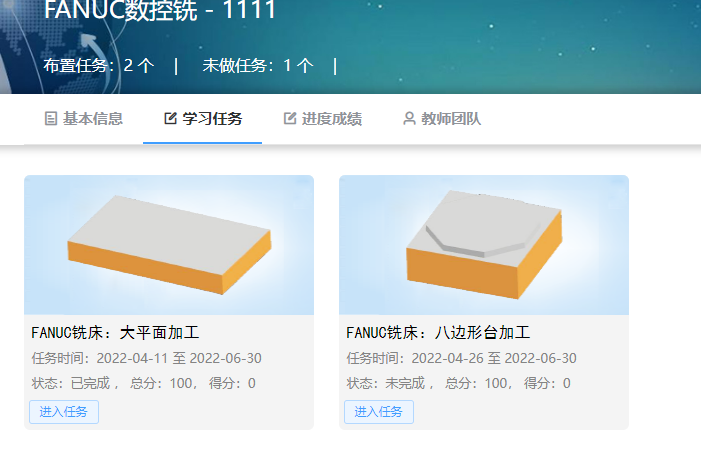 FANUC数控铣 - 1111
布置任务：2 个 | 未做任务：1 个 |
基本信息 学习任务 进度成绩 教师团队
FANUC铣床：大平面加工
任务时间：2022-04-11 至 2022-06-30
状态：已完成 ， 总分：100， 得分：0
进入任务
FANUC铣床：八边形台加工
任务时间：2022-04-26 至 2022-06-30
状态：未完成 ， 总分：100， 得分：0
进入任务